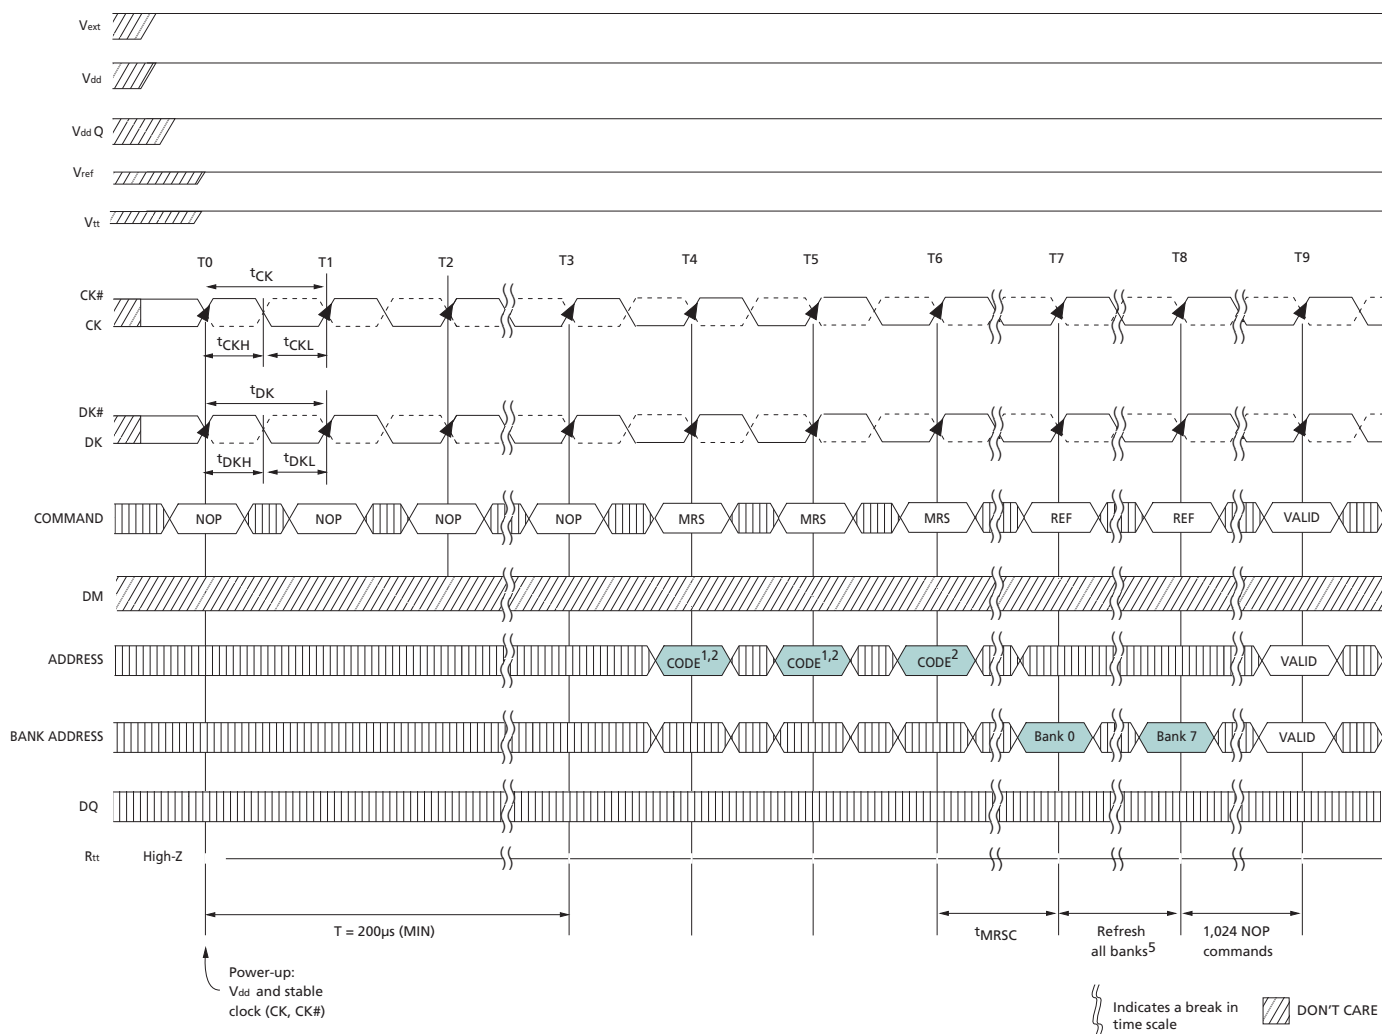 Vext
Vdd
VddQ
Vref
Vtt
T0 T1 T2 T3 T4 T5 T6 T7 T8 T9
tCK
CK#
CK
tCKH tCKL
tDK
DK#
DK
tDKH tDKL
COMMAND NOP NOP NOP NOP MRS MRS MRS REF REF VALID
DM
ADDRESS CODE1,2 CODE1,2 CODE2 VALID
BANK ADDRESS Bank 0 Bank 7 VALID
DQ
Rtt High-Z
T = 200µs (MIN)
tMRSC
Refresh
all banks5
1,024 NOP
commands
Power-up:
Vdd and stable
clock (CK, CK#)
Indicates a break in
time scale
DON'T CARE